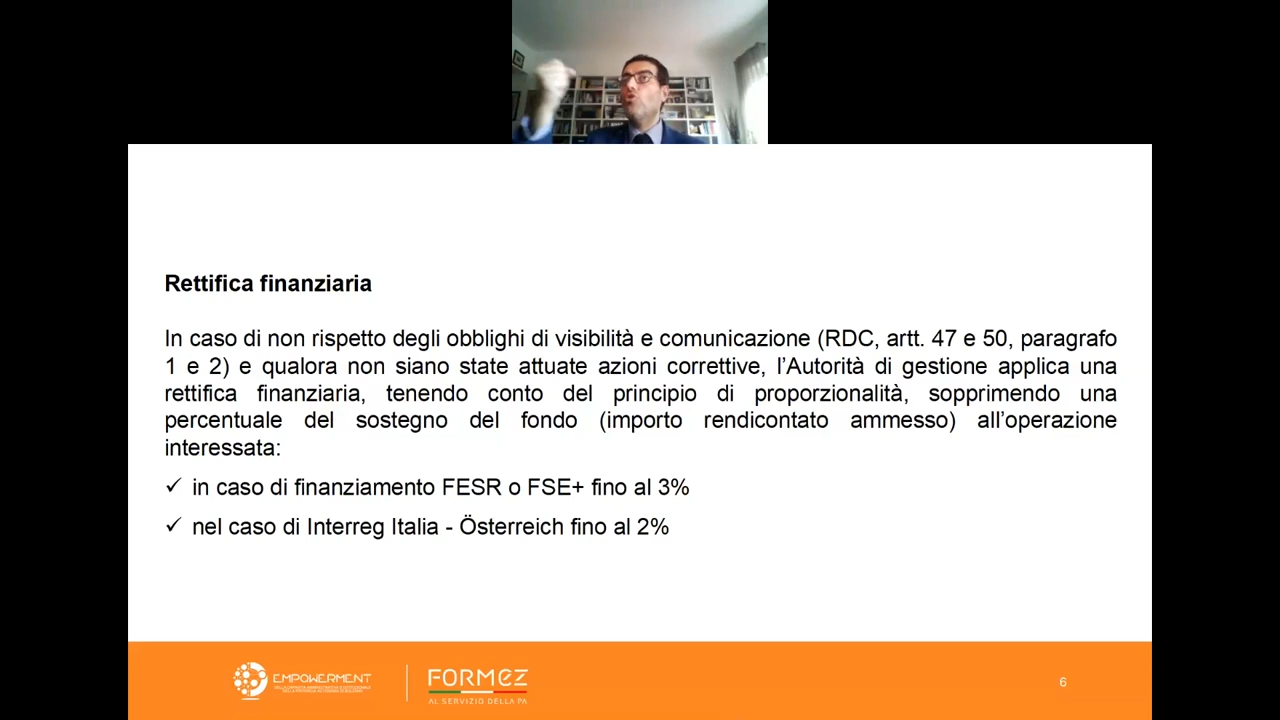 Rettifica finanziaria
In caso di non rispetto degli obblighi di visibilità e comunicazione (RDC, artt. 47 e 50, paragrafo
1 e 2) e qualora non siano state attuate azioni correttive, l’Autorità di gestione applica una
rettifica finanziaria, tenendo conto del principio di proporzionalità, sopprimendo una
percentuale del sostegno del fondo (importo rendicontato ammesso) all’operazione
interessata:
✓ in caso di finanziamento FESR o FSE+ fino al 3%
✓ nel caso di Interreg Italia - Österreich fino al 2%
EMPOWERMENT
FORMEZ
AL SERVIZIO DELLA PA
6